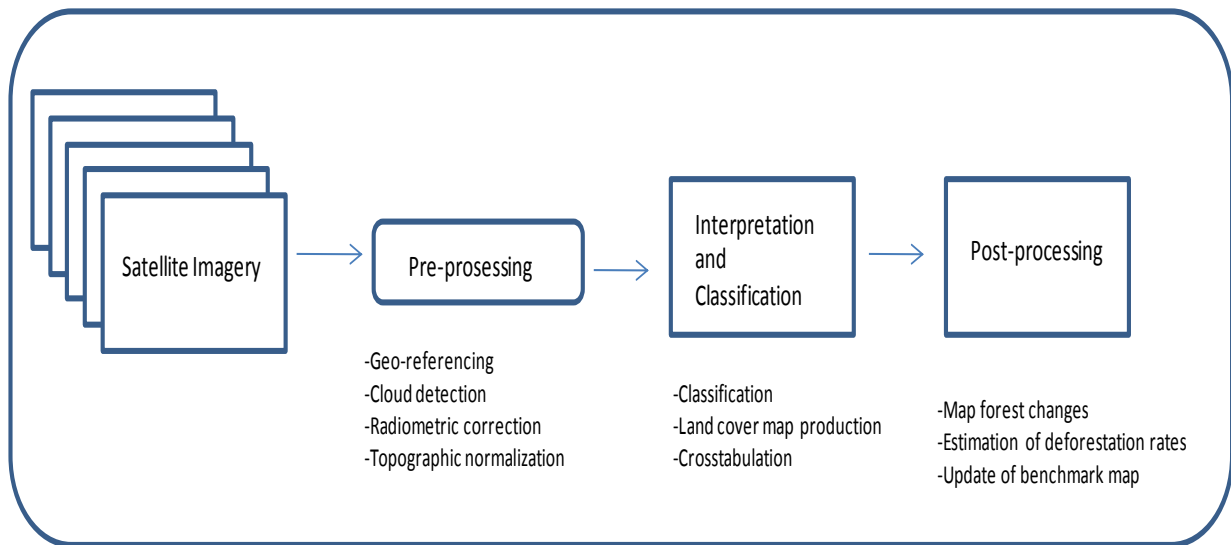 Satellite Imagery
Pre-prosessing
Interpretation
and
Classification
Post-processing
-Geo-referencing
-Cloud detection
-Radiometric correction
-Topographic normalization
-Classification
-Land cover map production
-Crosstabulation
-Map forest changes
-Estimation of deforestation rates
-Update of benchmark map